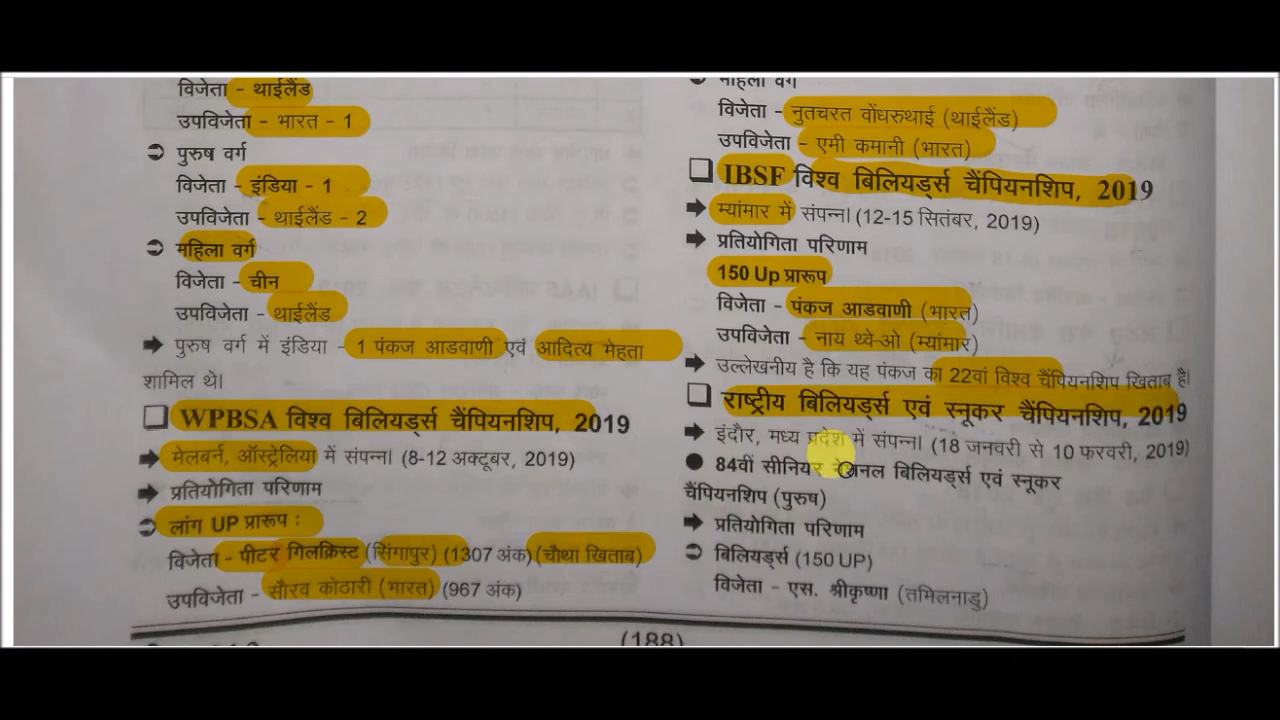 विजेता - थाईलैंड
उपविजेता - भारत - 1
पुरुष वर्ग
विजेता - इंडिया - 1
उपविजेता - थाईलैंड - 2
महिला वर्ग
विजेता - चीन
उपविजेता - थाईलैंड
पुरुष वर्ग में इंडिया - 1 पंकज आडवाणी एवं आदित्य मेहता
शामिल थे।
WPBSA विश्व बिलियर्ड्स चैंपियनशिप, 2019
मेलबर्न, ऑस्ट्रेलिया में संपन्न। (8-12 अक्टूबर, 2019)
प्रतियोगिता परिणाम
लांग UP प्रारूप :
विजेता - पीटर गिलक्रिस्ट (सिंगापुर) (1307 अंक) (चौथा खिताब)
उपविजेता - सौरव कोठारी (भारत) (967 अंक)
महिला वर्ग
विजेता - नुतचरत वोंधरुथाई (थाईलैंड)
उपविजेता - एमी कमानी (भारत)
IBSF विश्व बिलियर्ड्स चैंपियनशिप, 2019
म्यांमार में संपन्न। (12-15 सितंबर, 2019)
प्रतियोगिता परिणाम
150 Up प्रारूप
विजेता - पंकज आडवाणी (भारत)
उपविजेता - नाय थ्वे-ओ (म्यांमार)
उल्लेखनीय है कि यह पंकज का 22वां विश्व चैंपियनशिप खिताब है।
राष्ट्रीय बिलियर्ड्स एवं स्नूकर चैंपियनशिप, 2019
इंदौर, मध्य प्रदेश में संपन्न। (18 जनवरी से 10 फरवरी, 2019)
84वीं सीनियर नेशनल बिलियर्ड्स एवं स्नूकर
चैंपियनशिप (पुरुष)
प्रतियोगिता परिणाम
बिलियर्ड्स (150 UP)
विजेता - एस. श्रीकृष्णा (तमिलनाडु)
(188)